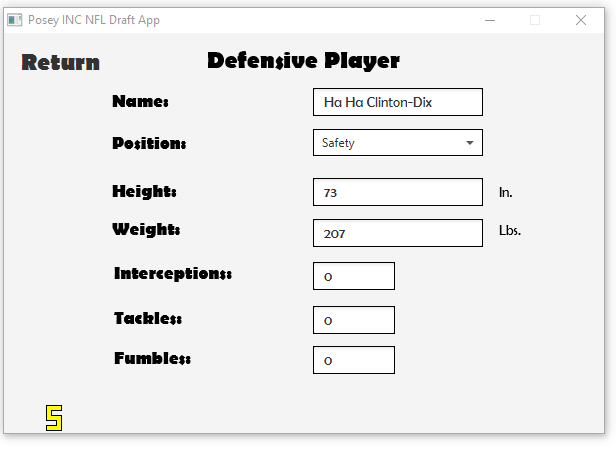 Posey INC NFL Draft App
Return Defensive Player
Name: Ha Ha Clinton-Dix
Position: Safety
Height: 73 In.
Weight: 207 Lbs.
Interceptions: 0
Tackles: 0
Fumbles: 0
S